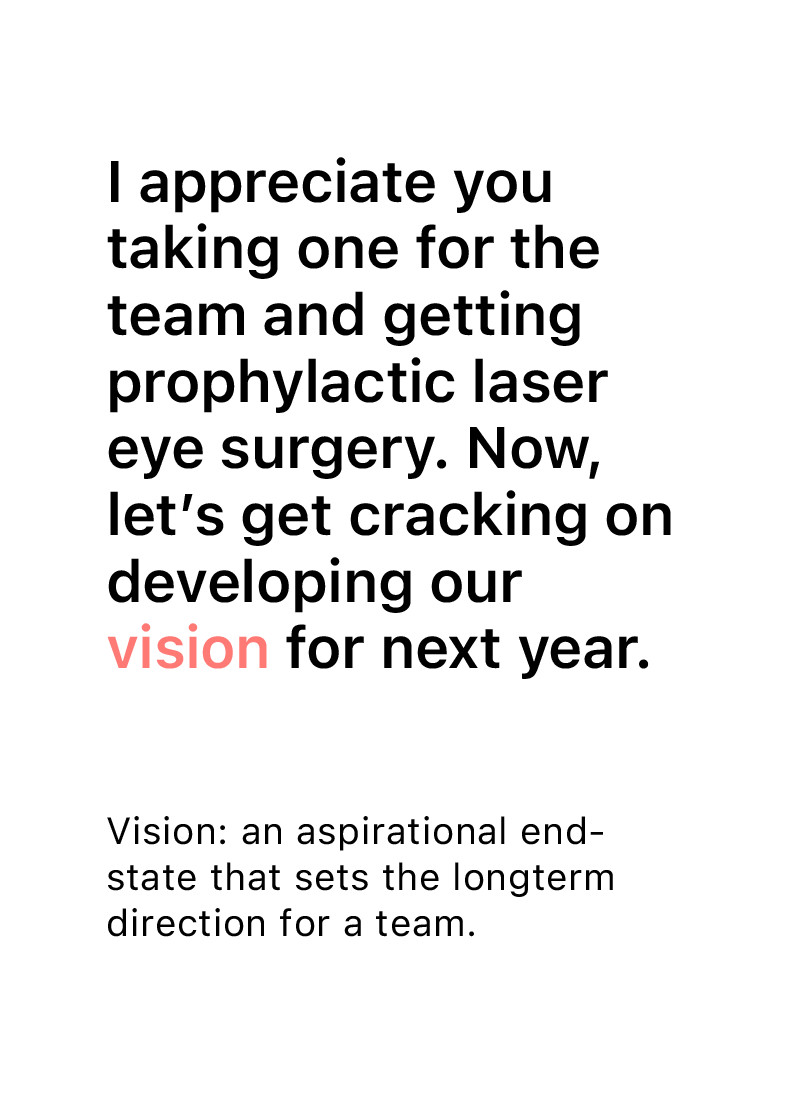 I appreciate you
taking one for the
team and getting
prophylactic laser
eye surgery. Now,
let’s get cracking on
developing our
vision for next year.
Vision: an aspirational end-
state that sets the longterm
direction for a team.